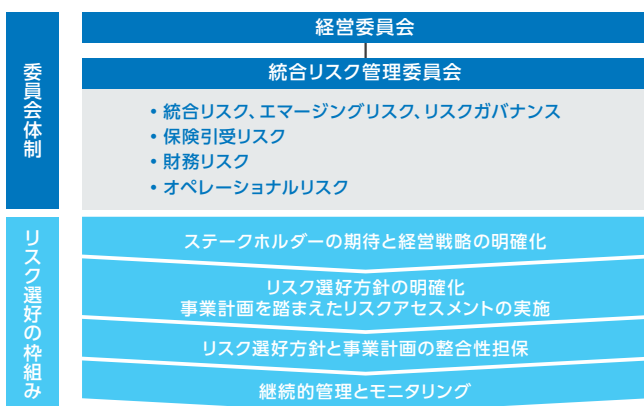 委員会体制
経営委員会
統合リスク管理委員会
・統合リスク、エマージングリスク、リスクガバナンス
・保険引受リスク
・財務リスク
・オペレーショナルリスク
リスク選好の枠組み
ステークホルダーの期待と経営戦略の明確化
リスク選好方針の明確化
事業計画を踏まえたリスクアセスメントの実施
リスク選好方針と事業計画の整合性担保
継続的管理とモニタリング